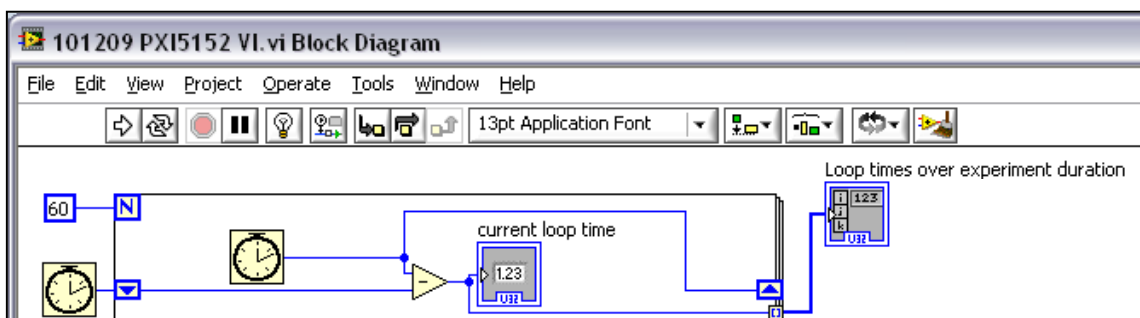 101209 PXI5152 VI.vi Block Diagram
File Edit View Project Operate Tools Window Help
13pt Application Font
Loop times over experiment duration
60 N
i 123
j
k
U32
current loop time
1.23
U32